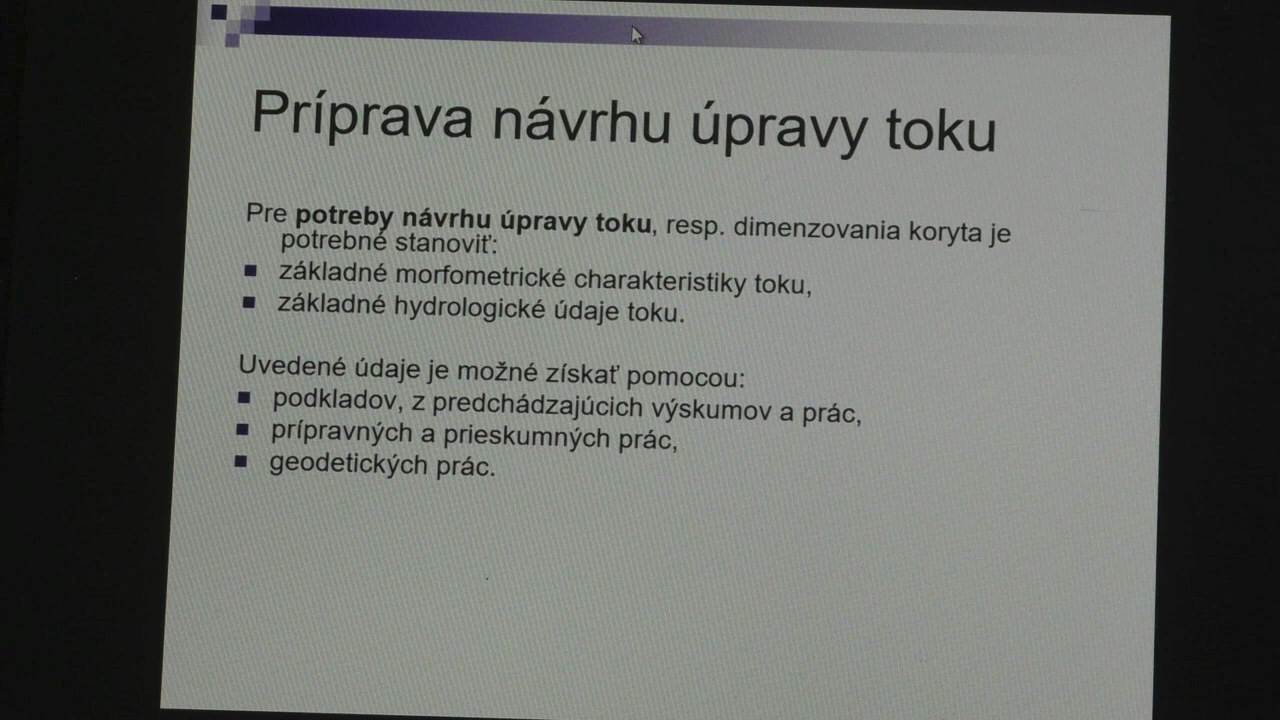 Príprava návrhu úpravy toku
Pre potreby návrhu úpravy toku, resp. dimenzovania koryta je
potrebné stanoviť:
základné morfometrické charakteristiky toku,
základné hydrologické údaje toku.
Uvedené údaje je možné získať pomocou:
podkladov, z predchádzajúcich výskumov a prác,
prípravných a prieskumných prác,
geodetických prác.